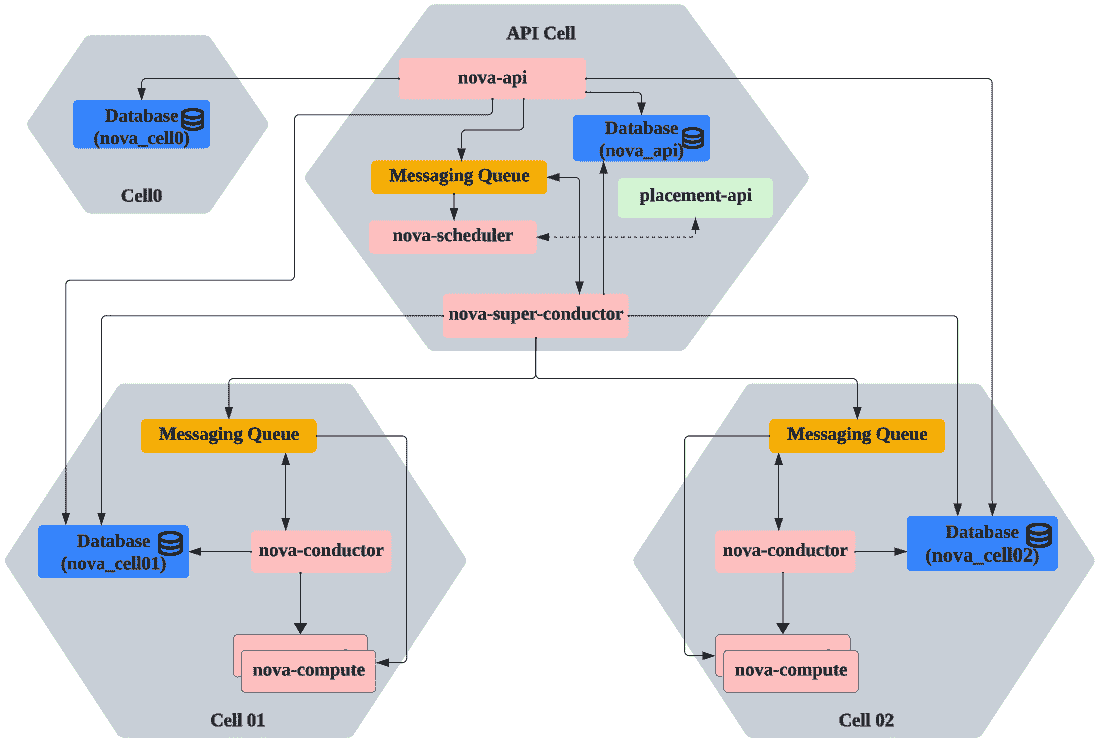 API Cell
nova-api
Database
(nova_cell0)
Cell0
Database
(nova_api)
Messaging Queue
placement-api
nova-scheduler
nova-super-conductor
Messaging Queue
Database
(nova_cell01)
nova-conductor
nova-compute
Cell 01
Messaging Queue
nova-conductor
Database
(nova_cell02)
nova-compute
Cell 02